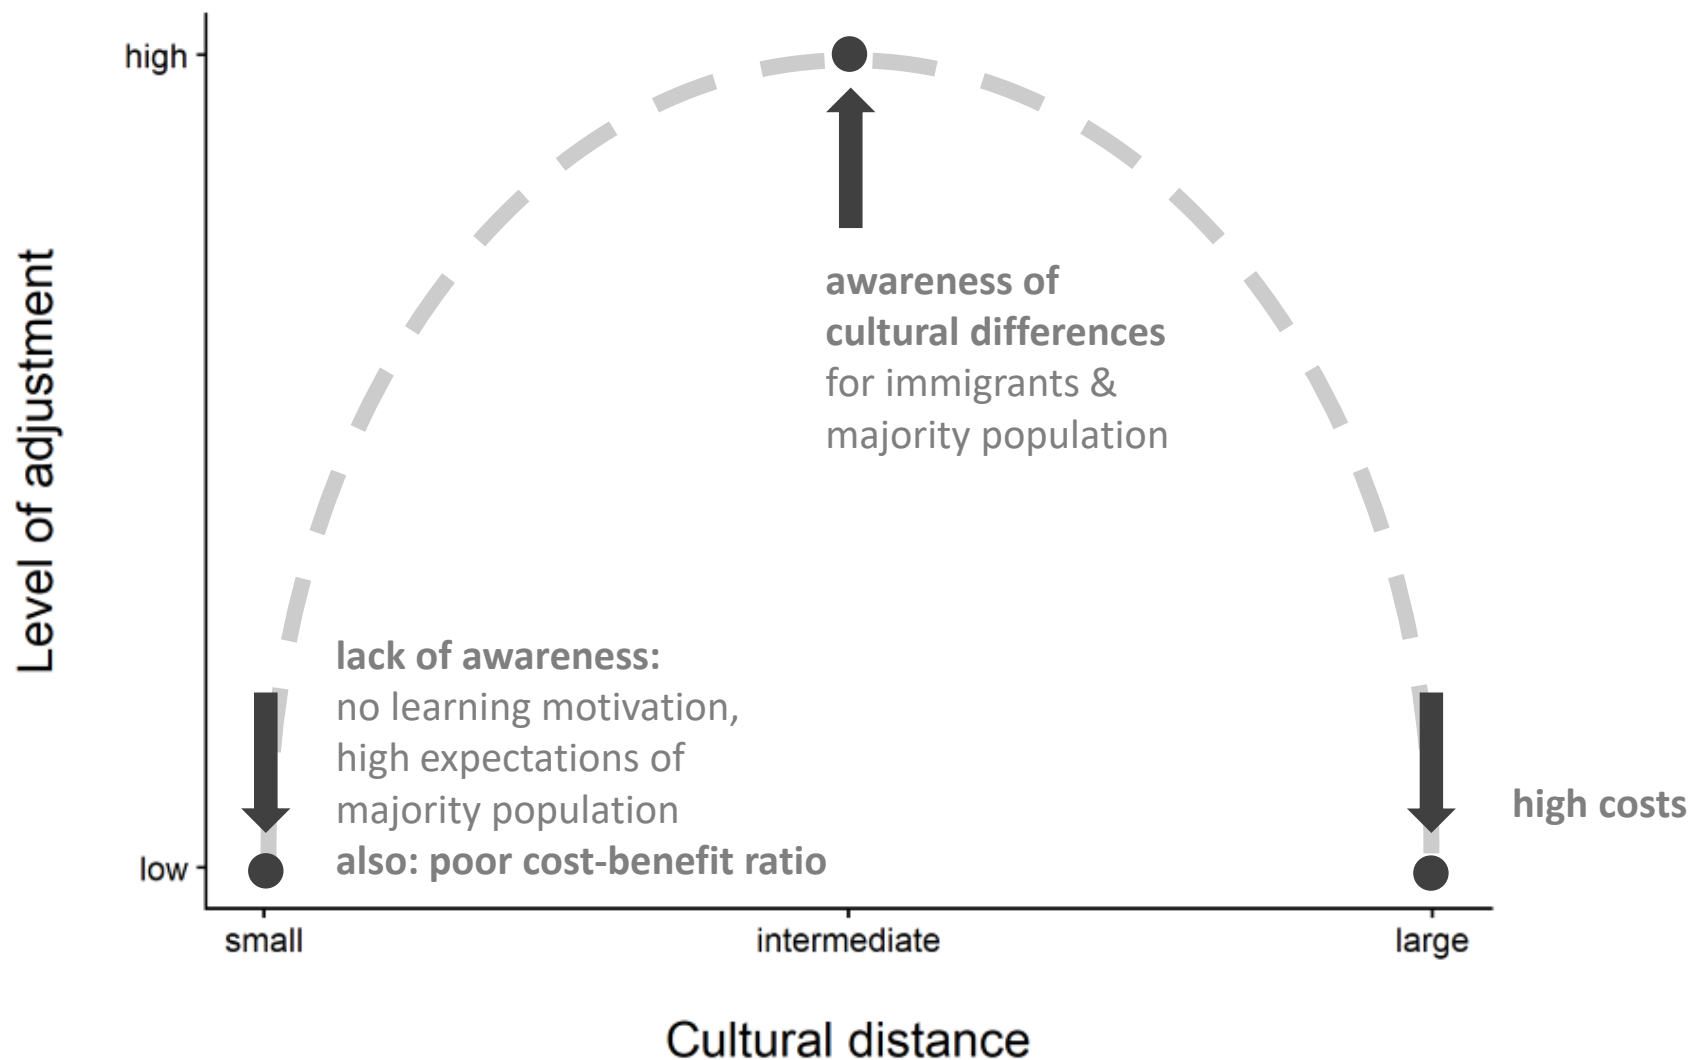 Level of adjustment
high
low
awareness of
cultural differences
for immigrants &
majority population
lack of awareness:
no learning motivation,
high expectations of
majority population
also: poor cost-benefit ratio
high costs
small
intermediate
large
Cultural distance